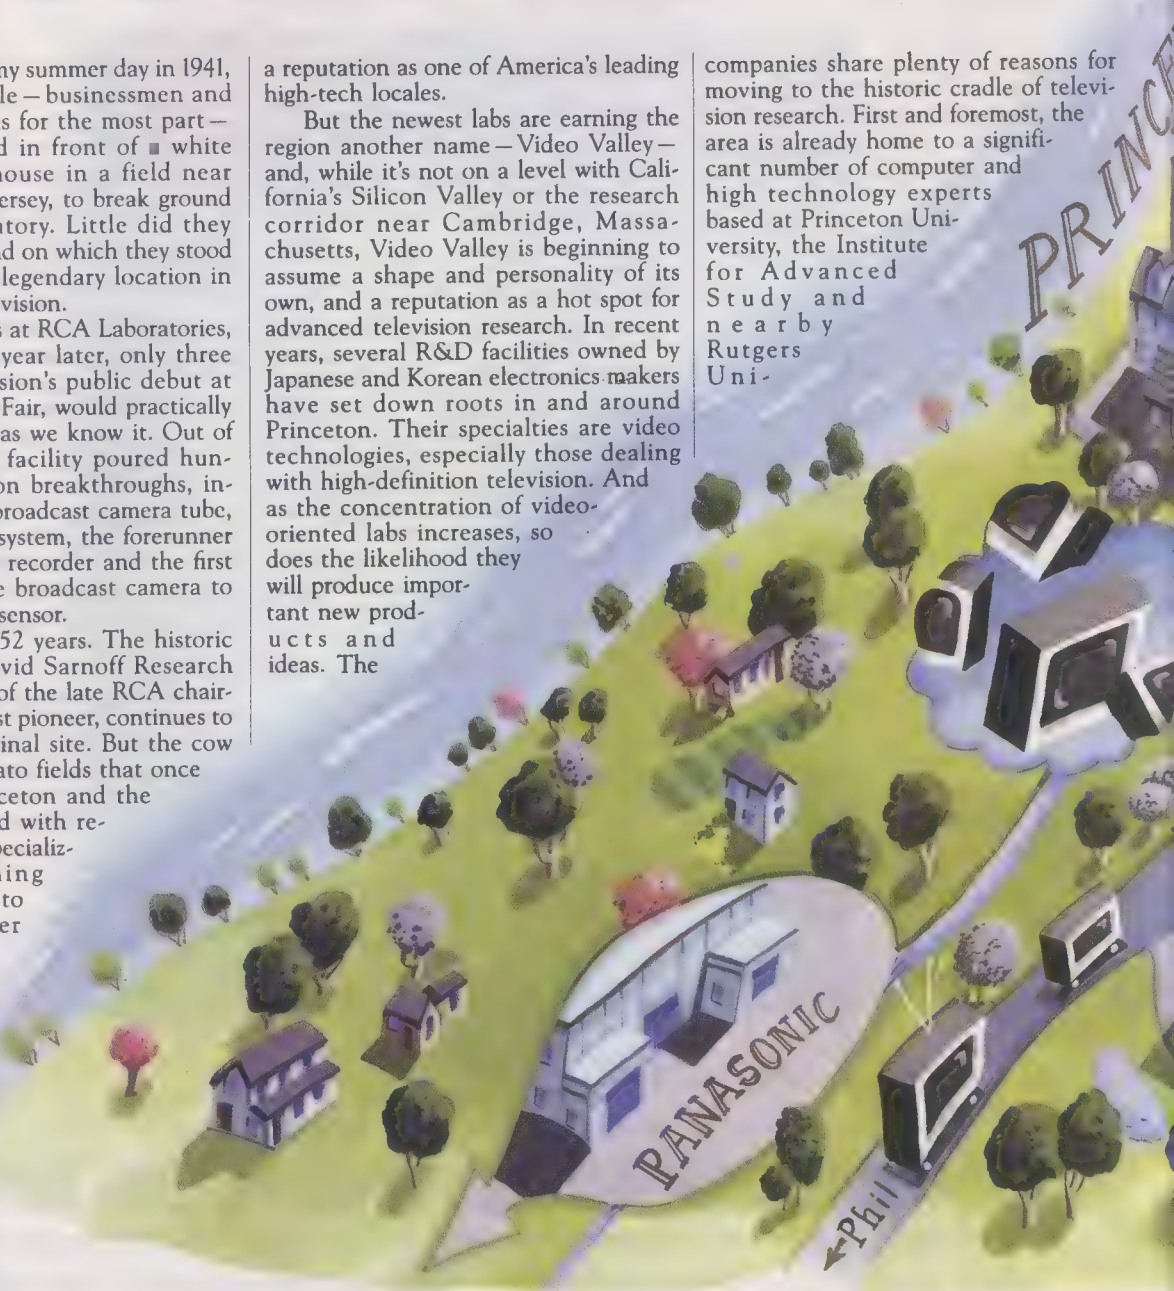 ny summer day in 1941,
le – businessmen and
s for the most part –
d in front of a white
house in a field near
ersey, to break ground
atory. Little did they
nd on which they stood
legendary location in
vision.
s at RCA Laboratories,
year later, only three
sion's public debut at
Fair, would practically
as we know it. Out of
facility poured hun-
on breakthroughs, in-
broadcast camera tube,
system, the forerunner
recorder and the first
e broadcast camera to
sensor.
52 years. The historic
vid Sarnoff Research
of the late RCA chair-
st pioneer, continues to
inal site. But the cow
ato fields that once
ceton and the
d with re-
pecializ-
ning
to
er
a reputation as one of America's leading
high-tech locales.
But the newest labs are earning the
region another name – Video Valley –
and, while it's not on a level with Cali-
fornia's Silicon Valley or the research
corridor near Cambridge, Massa-
chusetts, Video Valley is beginning to
assume a shape and personality of its
own, and a reputation as a hot spot for
advanced television research. In recent
years, several R&D facilities owned by
Japanese and Korean electronics makers
have set down roots in and around
Princeton. Their specialties are video
technologies, especially those dealing
with high-definition television. And
as the concentration of video-
oriented labs increases, so
does the likelihood they
will produce impor-
tant new prod-
ucts and
ideas. The
companies share plenty of reasons for
moving to the historic cradle of televi-
sion research. First and foremost, the
area is already home to a signifi-
cant number of computer and
high technology experts
based at Princeton Uni-
versity, the Institute
for Advanced
Study and
nearby
Rutgers
Uni-
PRINCE
PANASONIC
Phil